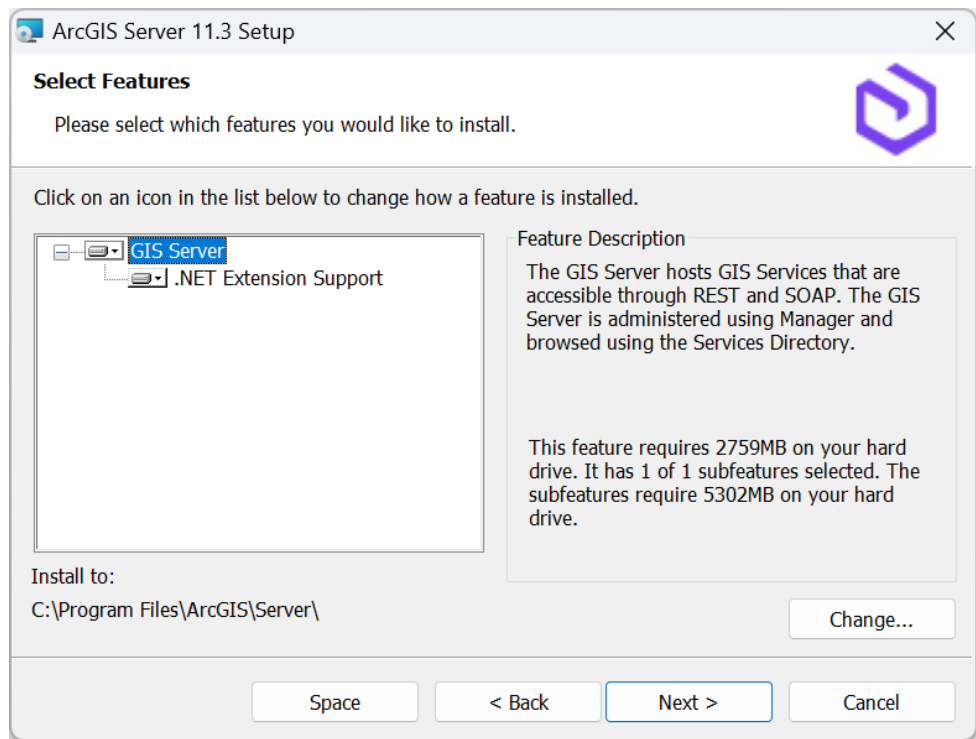 ArcGIS Server 11.3 Setup
Select Features
Please select which features you would like to install.
Click on an icon in the list below to change how a feature is installed.
GIS Server
.NET Extension Support
Feature Description
The GIS Server hosts GIS Services that are
accessible through REST and SOAP. The GIS
Server is administered using Manager and
browsed using the Services Directory.
This feature requires 2759MB on your hard
drive. It has 1 of 1 subfeatures selected. The
subfeatures require 5302MB on your hard
drive.
Install to:
C:\Program Files\ArcGIS\Server\
Change...
Space
< Back
Next >
Cancel